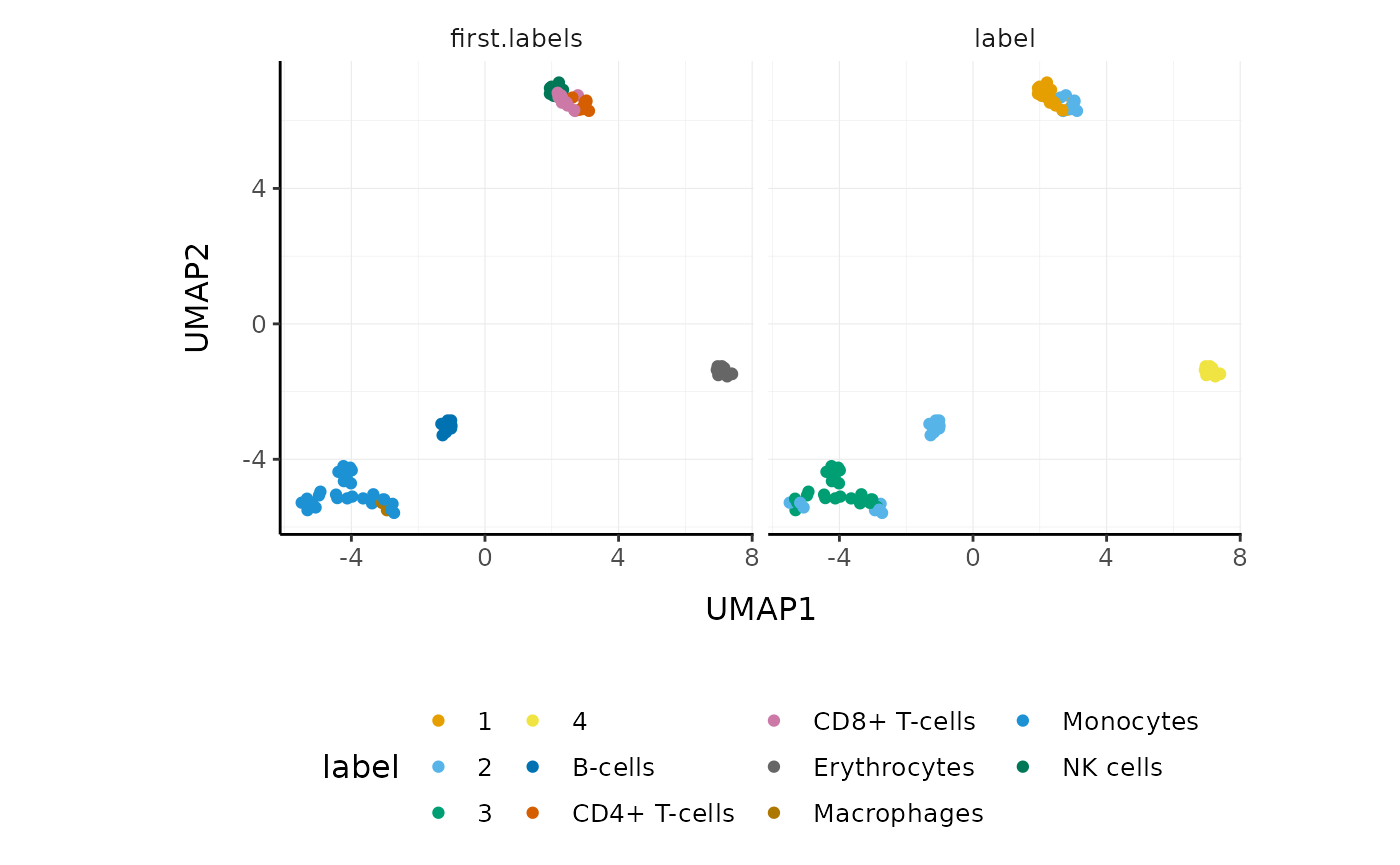 first.labels label
UMAP2
4
0
-4
-4 0 4 8 -4 0 4 8
UMAP1
label
1 4 CD8+ T-cells Monocytes
2 B-cells Erythrocytes NK cells
3 CD4+ T-cells Macrophages